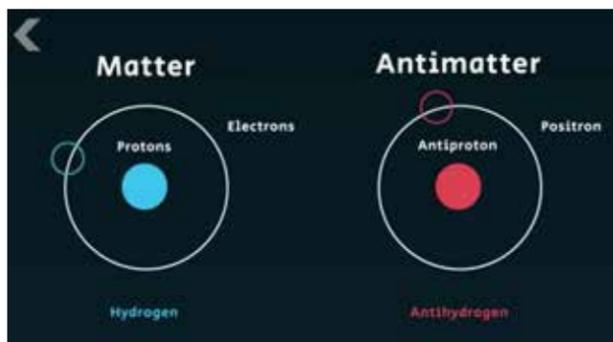 Matter
Antimatter
Electrons
Positron
Protons
Antiproton
Hydrogen
Antihydrogen